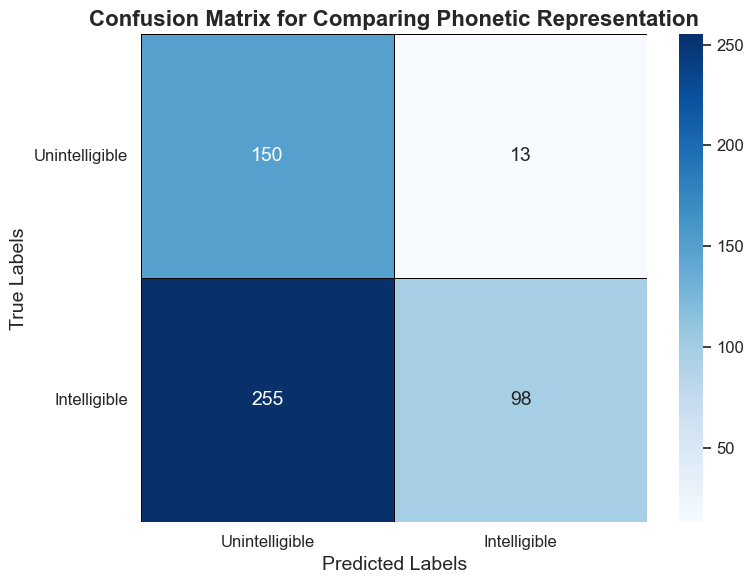 Confusion Matrix for Comparing Phonetic Representation
Unintelligible
150
13
Intelligible
255
98
True Labels
Unintelligible
Intelligible
Predicted Labels
250
200
150
100
50